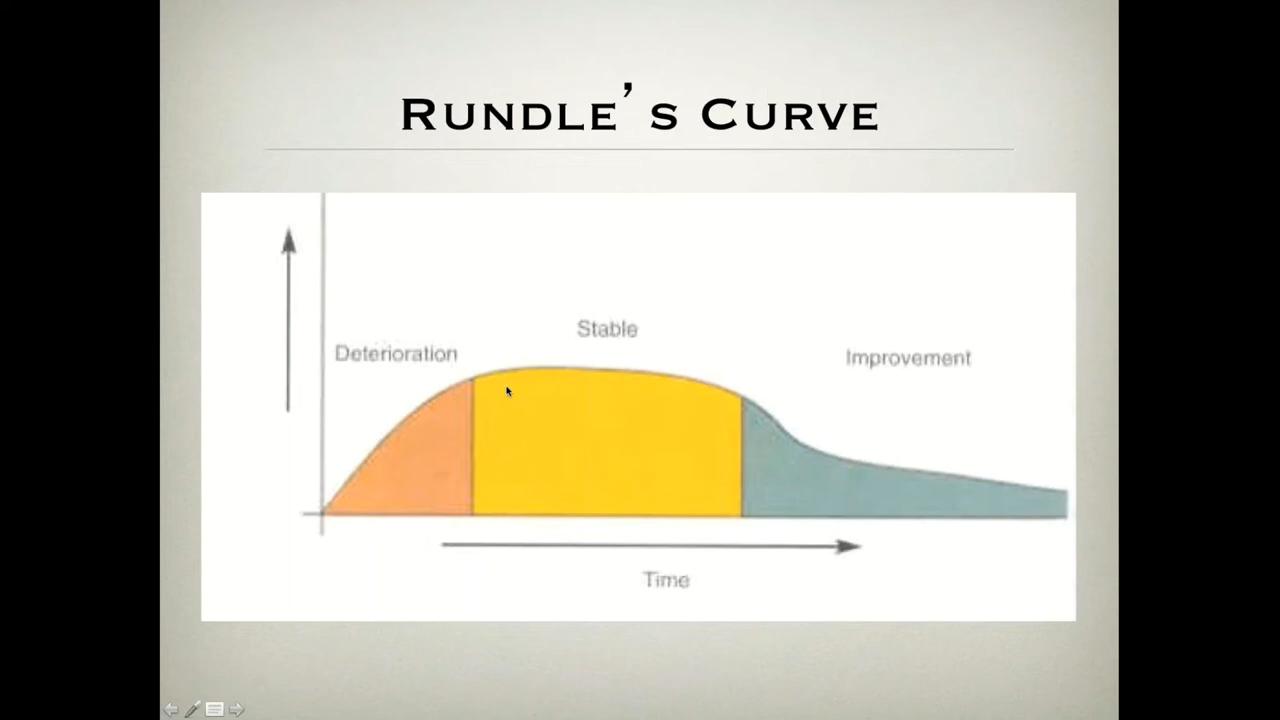 Rundle’s Curve
Stable
Deterioration
Improvement
Time